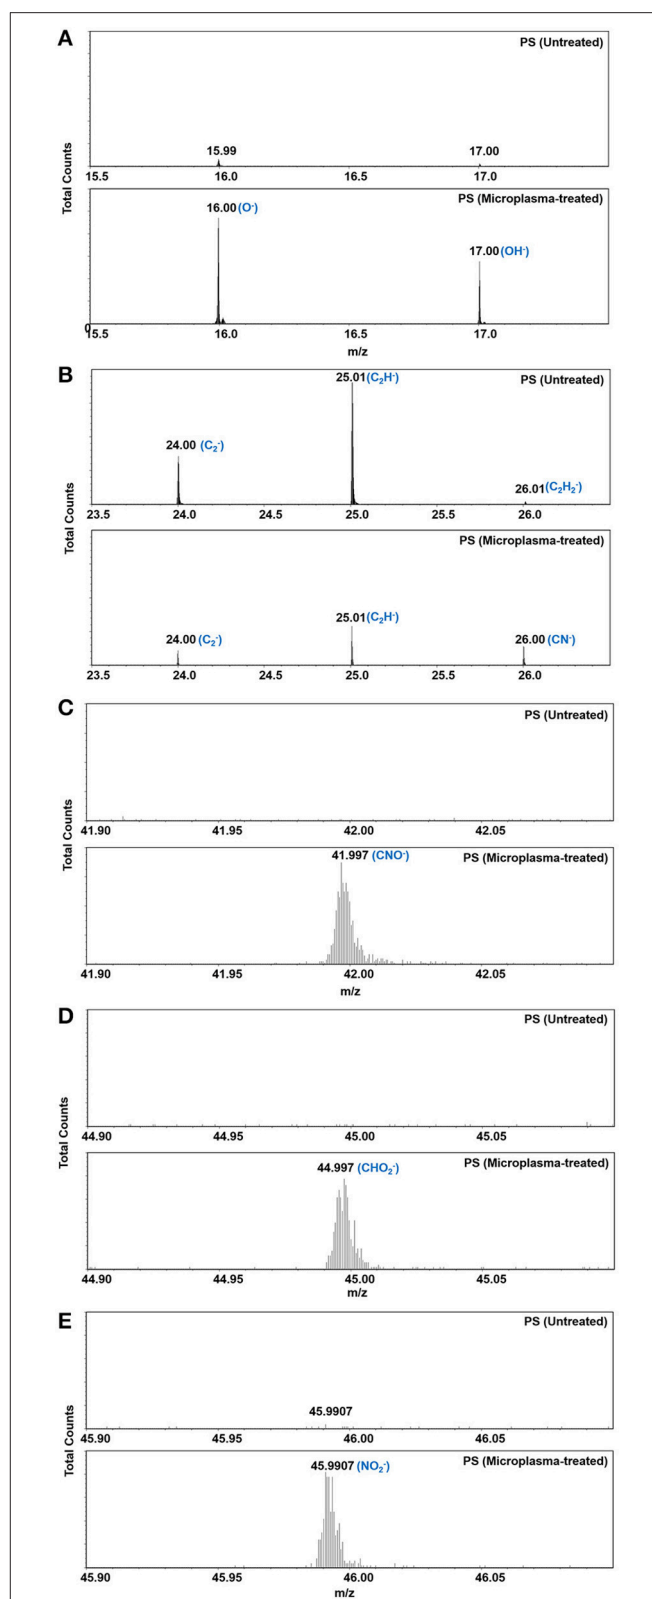 A
PS (Untreated)
15.99
17.00
15.5 16.0 16.5 17.0
Total Counts
PS (Microplasma-treated)
16.00 (O⁻)
17.00 (OH⁻)
0
15.5 16.0 16.5 17.0
m/z
B
25.01 (C₂H⁻)
PS (Untreated)
24.00 (C₂⁻)
26.01 (C₂H₂⁻)
23.5 24.0 24.5 25.0 25.5 26.0
Total Counts
PS (Microplasma-treated)
25.01 (C₂H⁻)
24.00 (C₂⁻)
26.00 (CN⁻)
23.5 24.0 24.5 25.0 25.5 26.0
C
PS (Untreated)
41.90 41.95 42.00 42.05
Total Counts
PS (Microplasma-treated)
41.997 (CNO⁻)
41.90 41.95 42.00 42.05
m/z
D
PS (Untreated)
44.90 44.95 45.00 45.05
Total Counts
PS (Microplasma-treated)
44.997 (CHO₂⁻)
44.90 44.95 45.00 45.05
m/z
E
PS (Untreated)
45.9907
45.90 45.95 46.00 46.05
Total Counts
PS (Microplasma-treated)
45.9907 (NO₂⁻)
45.90 45.95 46.00 46.05
m/z